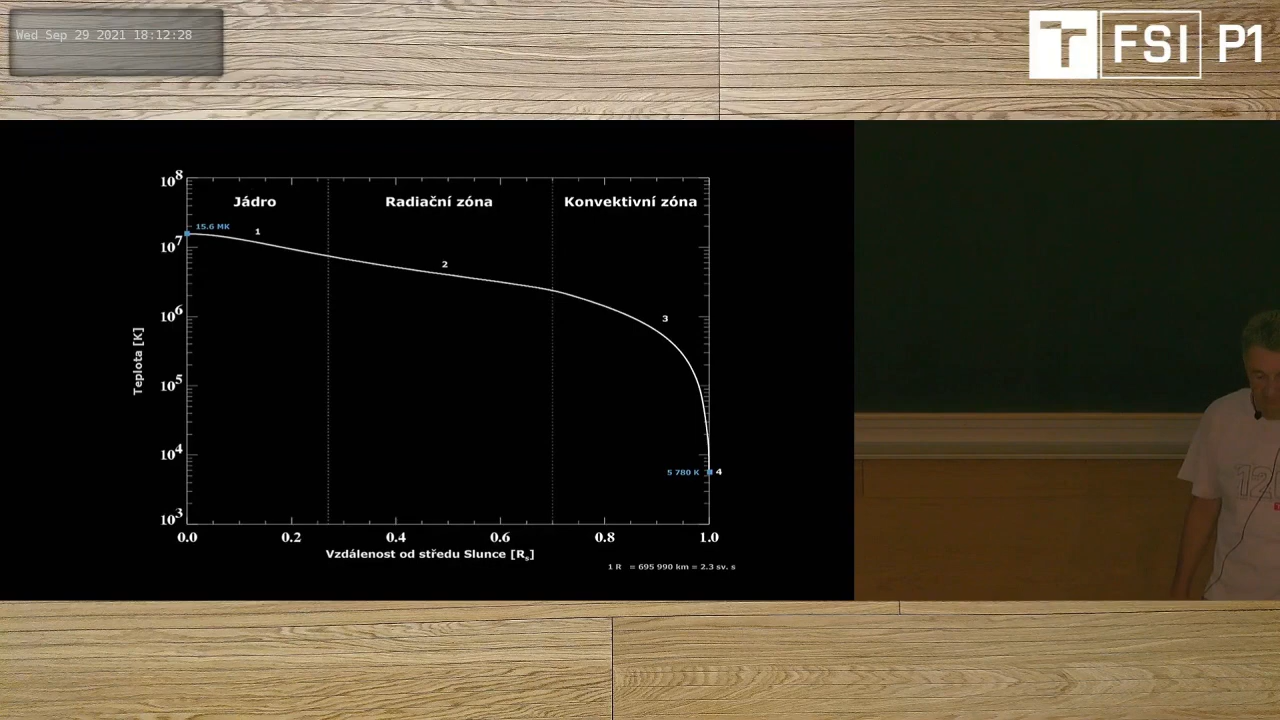 Wed Sep 29 2021 18:12:28
T FSI P1
10^8
Jádro Radiační zóna Konvektivní zóna
15.6 MK 1
10^7
2
10^6
3
Teplota [K]
10^5
10^4
5 780 K 4
10^3
0.0 0.2 0.4 0.6 0.8 1.0
Vzdálenost od středu Slunce [Rs]
1 R = 695 990 km = 2.3 sv. s
12